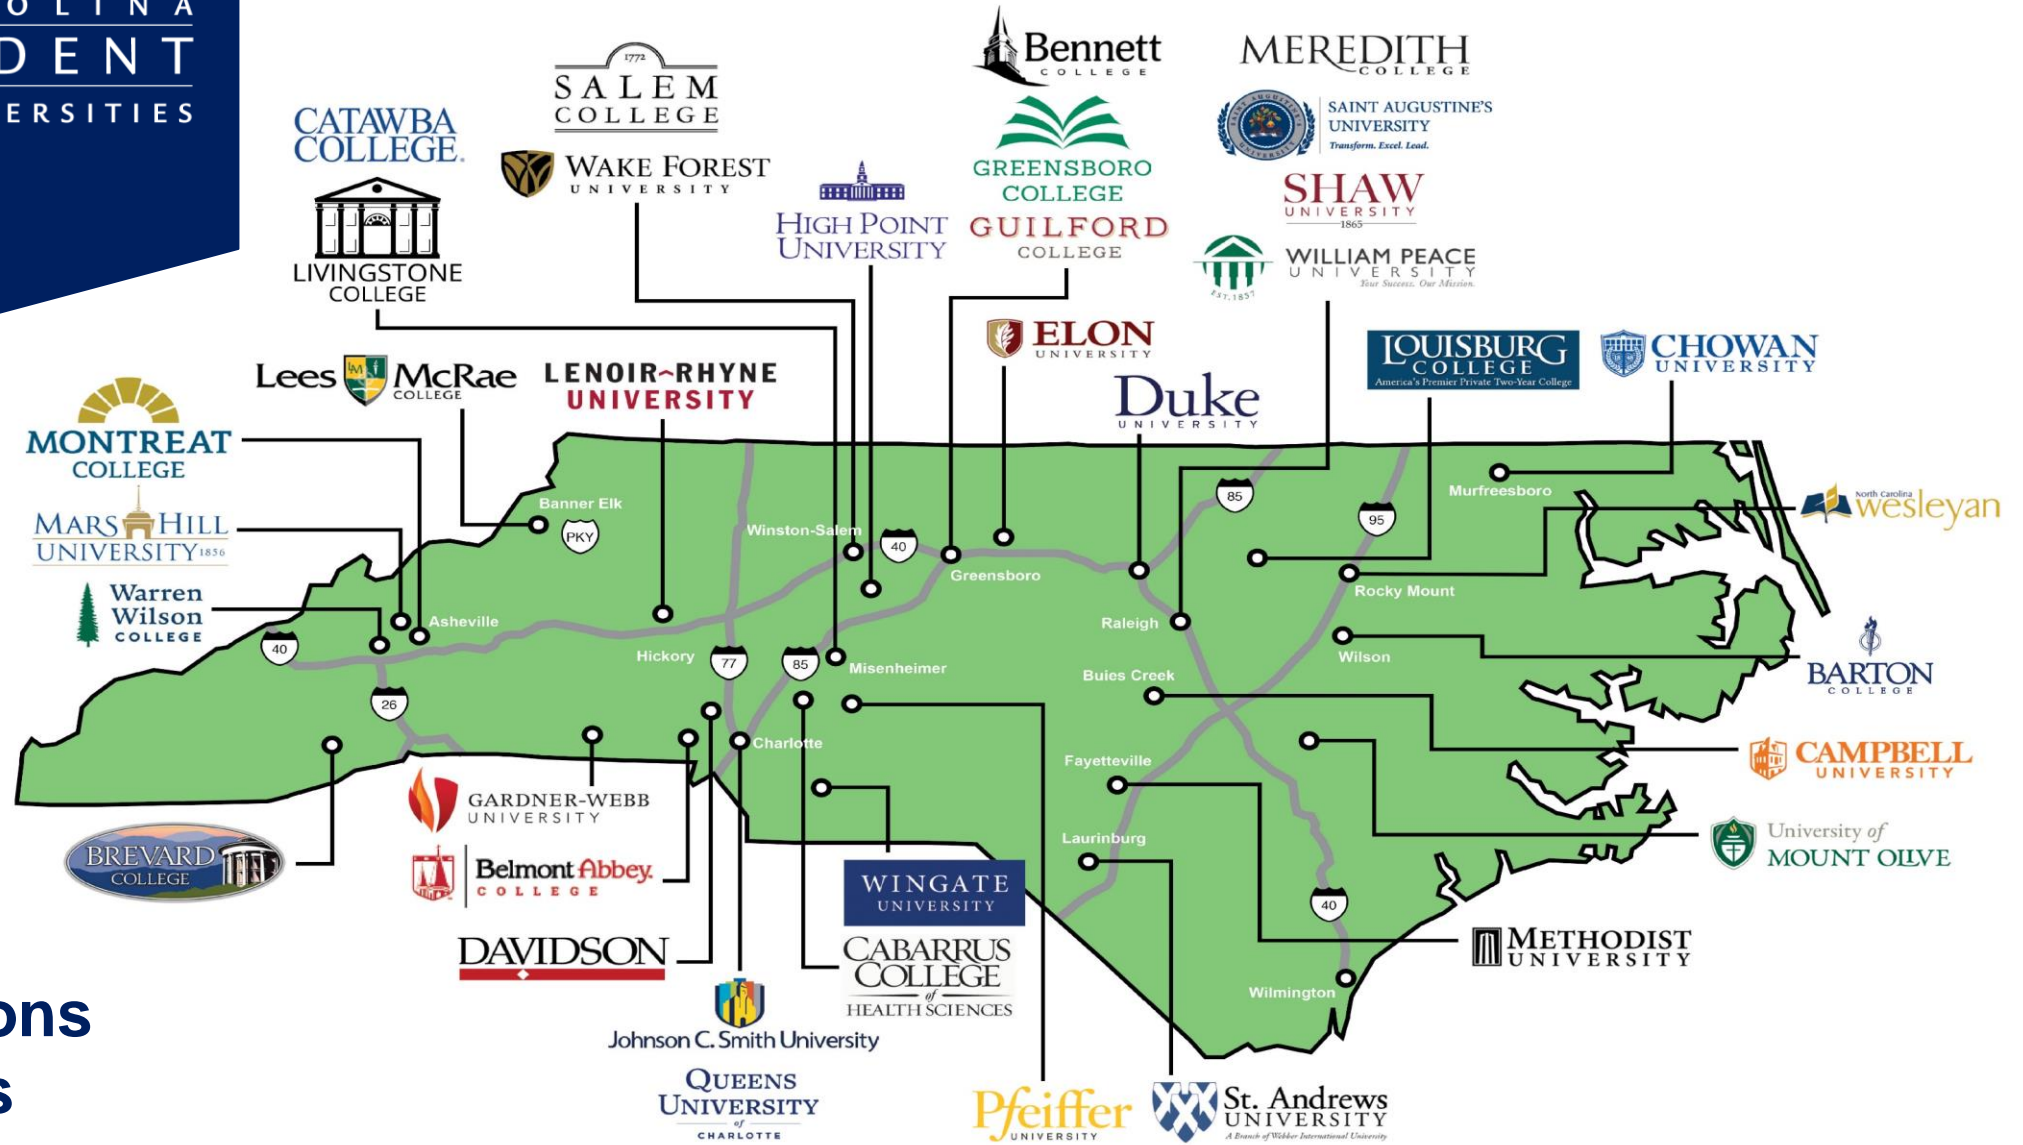 OLINA
DENT
ERSITIES
CATAWBA
COLLEGE
LIVINGSTONE
COLLEGE
1772
SALEM
COLLEGE
WAKE FOREST
UNIVERSITY
HIGH POINT
UNIVERSITY
Bennett
COLLEGE
GREENSBORO
COLLEGE
GUILFORD
COLLEGE
MEREDITH
COLLEGE
SAINT AUGUSTINE'S
UNIVERSITY
Transform. Excel. Lead.
SHAW
UNIVERSITY
1865
WILLIAM PEACE
UNIVERSITY
Your Success. Our Mission.
EST. 1857
ELON
UNIVERSITY
Duke
UNIVERSITY
LOUISBURG
COLLEGE
America's Premier Private Two-Year College
CHOWAN
UNIVERSITY
Lees LM McRae
COLLEGE
LENOIR-RHYNE
UNIVERSITY
MONTREAT
COLLEGE
MARS HILL
UNIVERSITY 1856
Warren
Wilson
COLLEGE
Banner Elk
PKY
Winston-Salem
40
Greensboro
85
95
Murfreesboro
North Carolina
wesleyan
Rocky Mount
Asheville
40
26
Hickory
77
85
Misenheimer
Raleigh
Wilson
Buies Creek
BARTON
COLLEGE
Charlotte
Fayetteville
CAMPBELL
UNIVERSITY
Laurinburg
University of
MOUNT OLIVE
40
Wilmington
METHODIST
UNIVERSITY
BREVARD
COLLEGE
GARDNER-WEBB
UNIVERSITY
Belmont Abbey
COLLEGE
DAVIDSON
WINGATE
UNIVERSITY
CABARRUS
COLLEGE
of
HEALTH SCIENCES
Johnson C. Smith University
QUEENS
UNIVERSITY
of
CHARLOTTE
Pfeiffer
UNIVERSITY
St. Andrews
UNIVERSITY
A Branch of Webber International University
ons
s